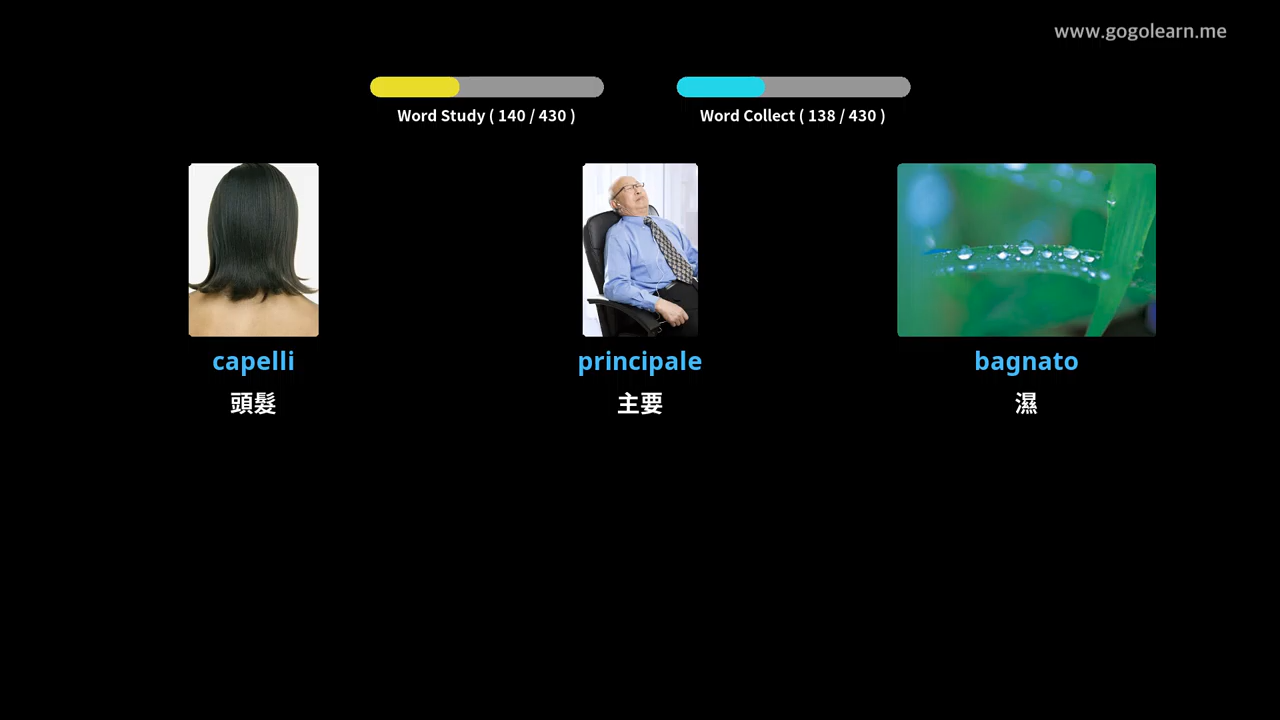 www.gogolearn.me
Word Study ( 140 / 430 )
Word Collect ( 138 / 430 )
capelli
principale
bagnato
頭髮
主要
濕